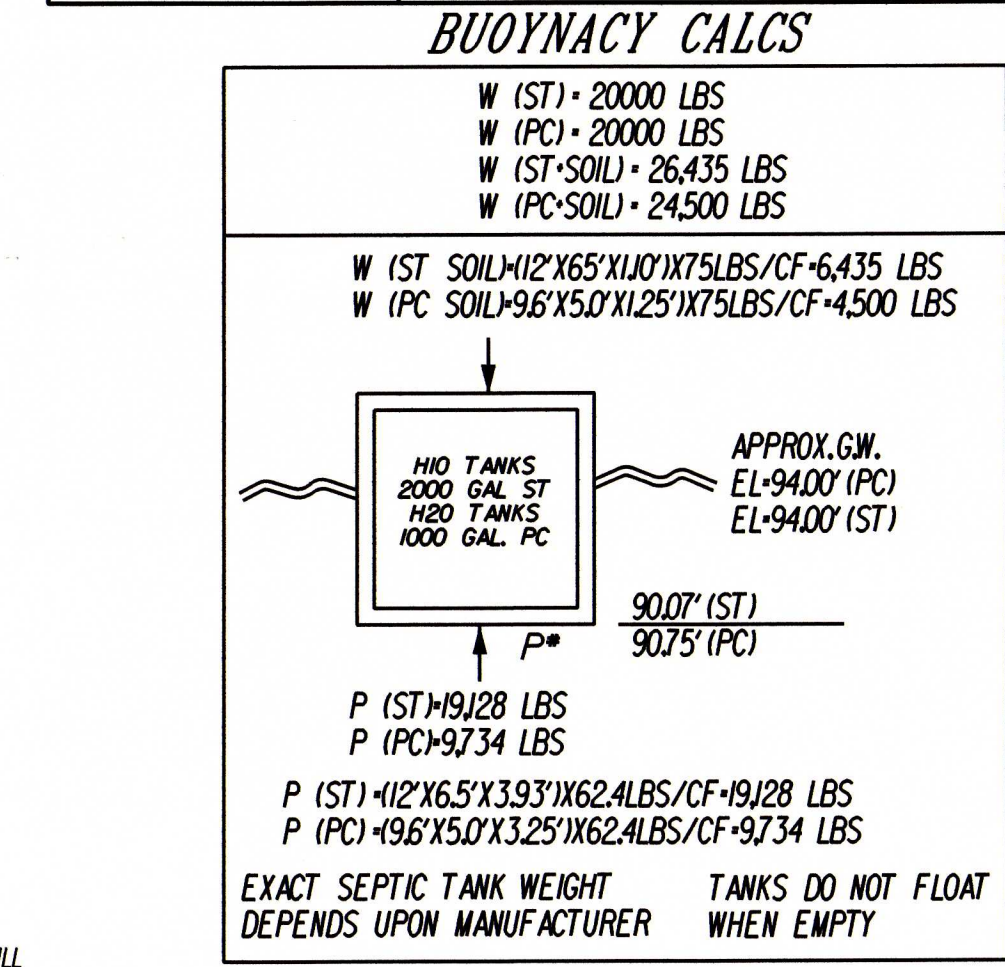 BUOYNACY CALCS
W (ST) = 20000 LBS
W (PC) = 20000 LBS
W (ST+SOIL) = 26,435 LBS
W (PC+SOIL) = 24,500 LBS
W (ST SOIL)=(12'X65'X1.10')X75LBS/CF=6,435 LBS
W (PC SOIL)=9.6'X5.0'X1.25')X75LBS/CF=4,500 LBS
H10 TANKS
2000 GAL ST
H20 TANKS
1000 GAL. PC
APPROX.G.W.
EL=94.00' (PC)
EL=94.00' (ST)
90.07' (ST)
90.75' (PC)
P#
P (ST)=19,128 LBS
P (PC)=9,734 LBS
P (ST) =(12'X6.5'X3.93')X62.4LBS/CF=19,128 LBS
P (PC) =(9.6'X5.0'X3.25')X62.4LBS/CF=9,734 LBS
EXACT SEPTIC TANK WEIGHT
DEPENDS UPON MANUFACTURER
TANKS DO NOT FLOAT
WHEN EMPTY